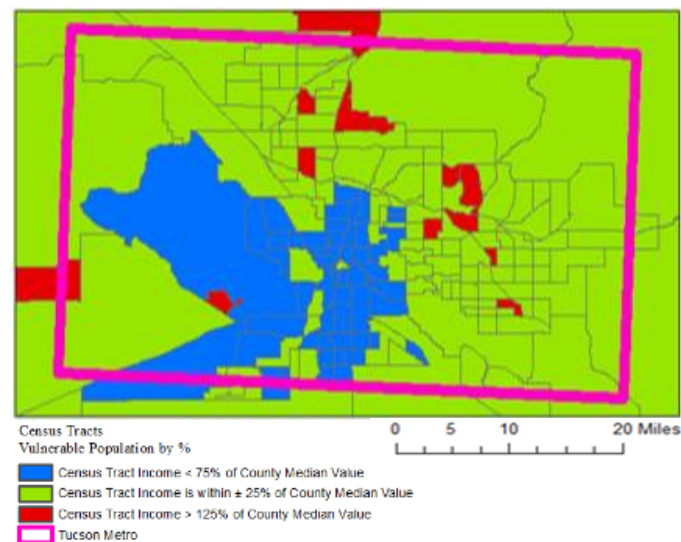 Census Tracts
Vulnerable Population by %
0 5 10 20 Miles
Census Tract Income < 75% of County Median Value
Census Tract Income is within ± 25% of County Median Value
Census Tract Income > 125% of County Median Value
Tucson Metro